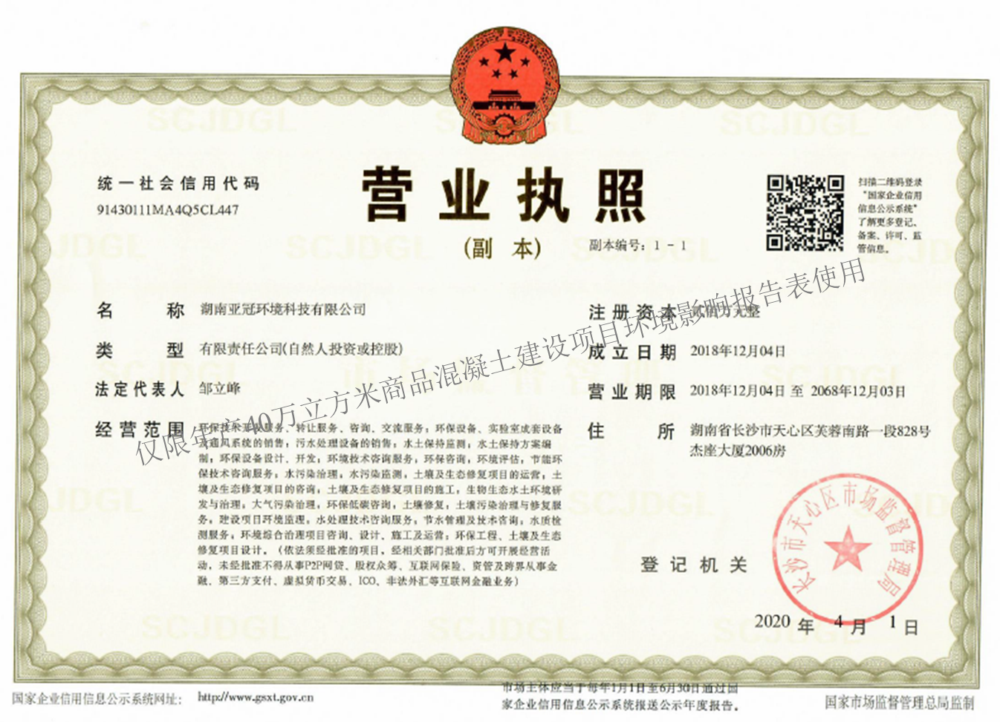 营业执照
(副 本)
副本编号：1 - 1
统一社会信用代码
91430111MA4Q5CL447
扫描二维码登录
“国家企业信用
信息公示系统”
了解更多登记、
备案、许可、监
管信息。
名 称 湖南亚冠环境科技有限公司
类 型 有限责任公司(自然人投资或控股)
法定代表人 邹立峰
经营范围 环保技术开发服务、转让服务、咨询、交流服务；环保设备、实验室成套设备
及通风系统的销售；污水处理设备的销售；水土保持监测；水土保持方案编
制；环保设备设计、开发；环境技术咨询服务；环保咨询；环境评估；节能环
保技术咨询服务；水污染治理；水污染监测；土壤及生态修复项目的运营；土
壤及生态修复项目的咨询；土壤及生态修复项目的施工；生物生态水土环境研
发与治理；大气污染治理；环保低碳咨询；土壤修复；土壤污染治理与修复服
务；建设项目环境监理；水处理技术咨询服务；节水管理及技术咨询；水质检
测服务；环境综合治理项目咨询、设计、施工及运营；环保工程、土壤及生态
修复项目设计。（依法须经批准的项目，经相关部门批准后方可开展经营活
动，未经批准不得从事P2P网贷、股权众筹、互联网保险、资管及跨界从事金
融、第三方支付、虚拟货币交易、ICO、非法外汇等互联网金融业务）
注册资本 贰佰万元整
成立日期 2018年12月04日
营业期限 2018年12月04日 至 2068年12月03日
住 所 湖南省长沙市天心区芙蓉南路一段828号
杰座大厦2006房
仅限年产40万立方米商品混凝土建设项目环境影响报告表使用
登记机关
长沙市天心区市场监督管理局
2020 年 4 月 1 日
国家企业信用信息公示系统网址： http://www.gsxt.gov.cn
市场主体应当于每年1月1日至6月30日通过国
家企业信用信息公示系统报送公示年度报告。
国家市场监督管理总局监制